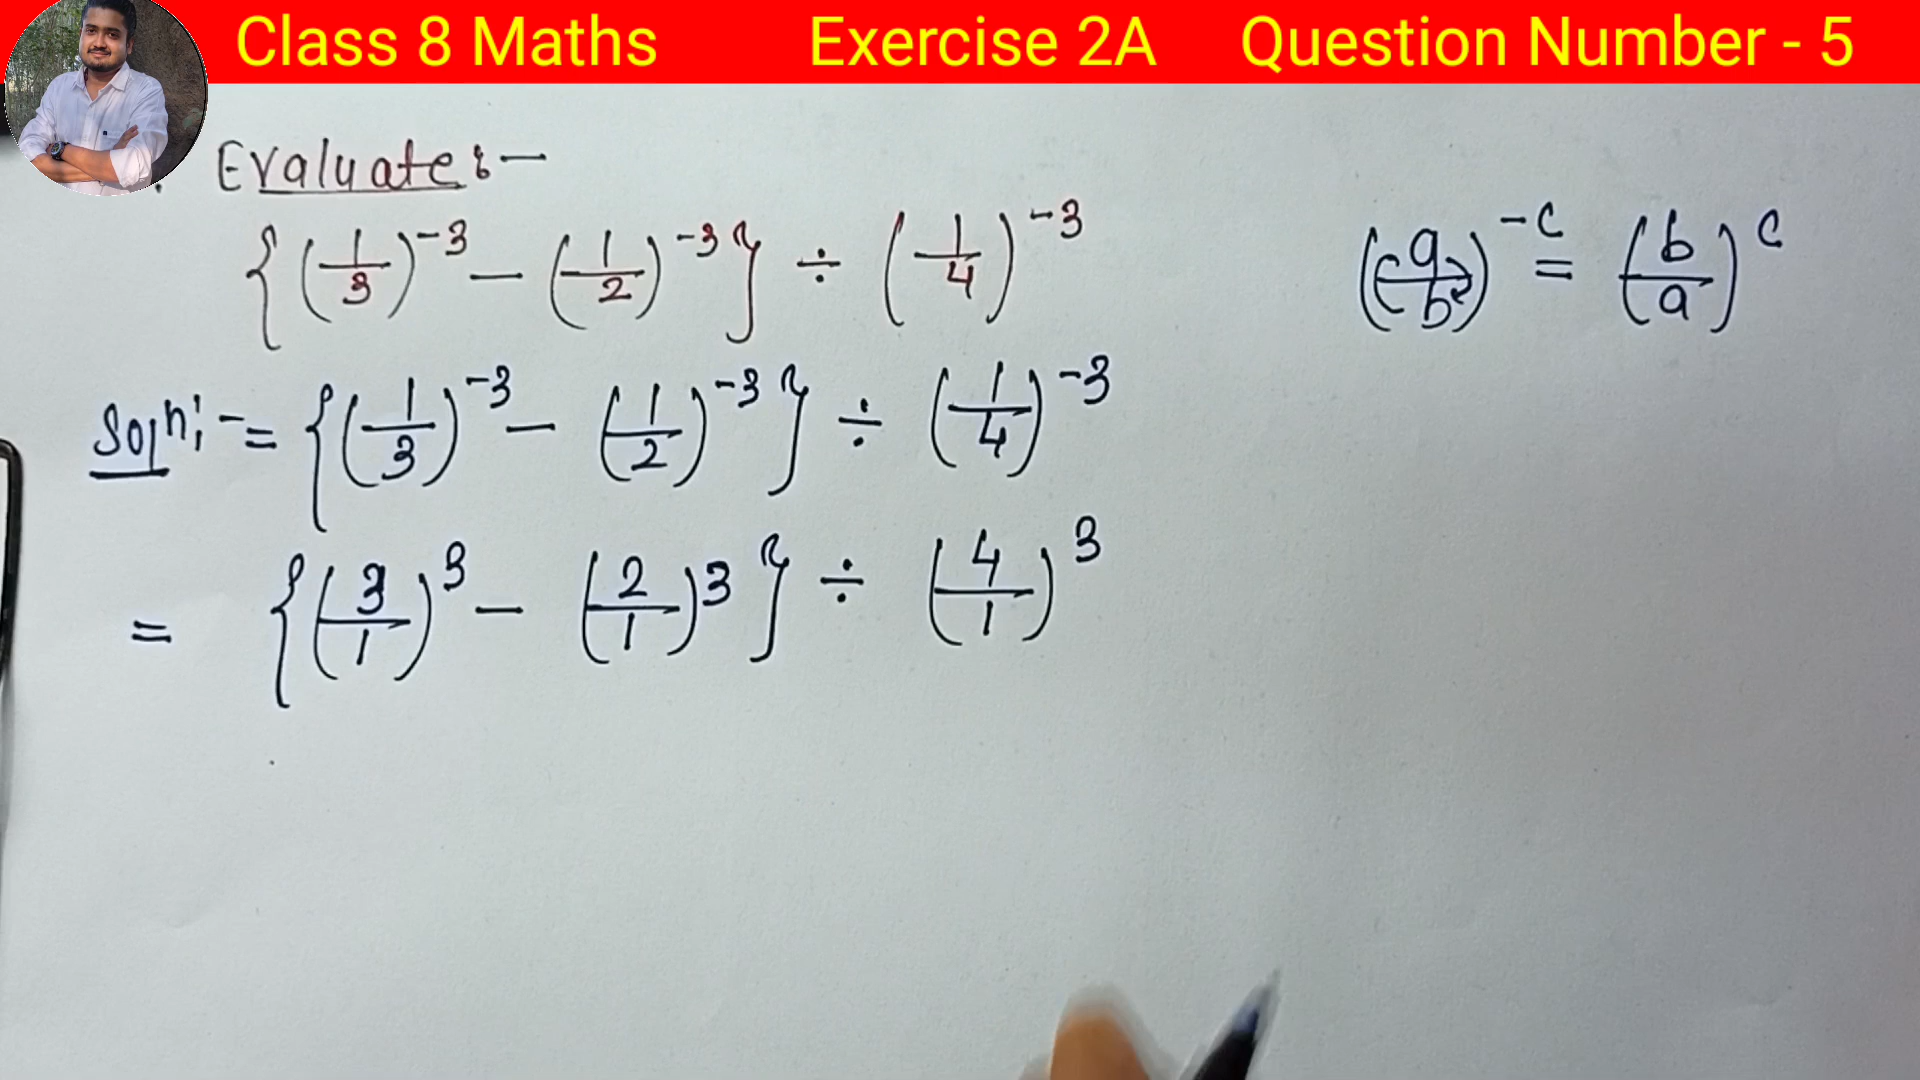 Class 8 Maths Exercise 2A Question Number - 5
Evaluate :-
{(1/3)^-3 - (1/2)^-3} ÷ (1/4)^-3
(a/b)^-c = (b/a)^c
Soln:- = {(1/3)^-3 - (1/2)^-3} ÷ (1/4)^-3
= {(3/1)^3 - (2/1)^3} ÷ (4/1)^3